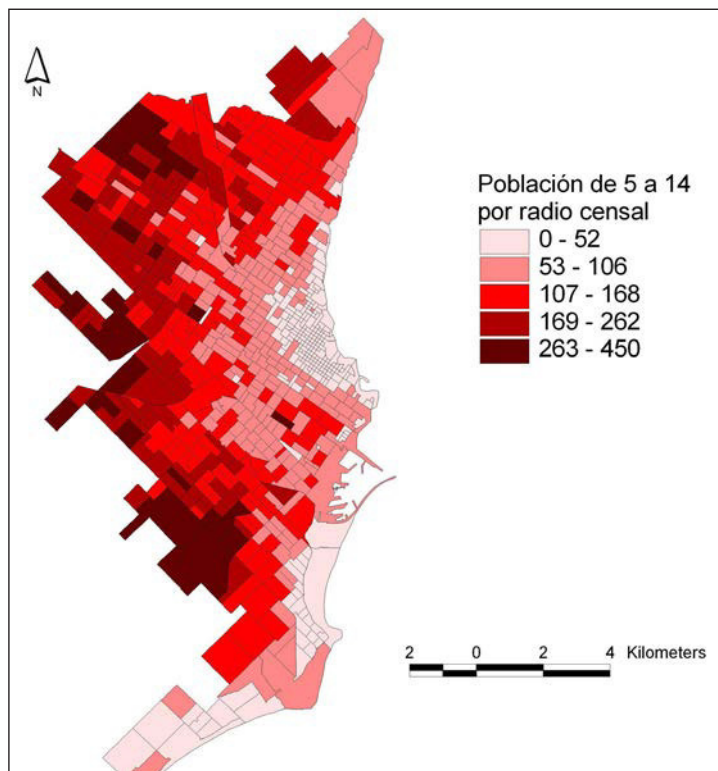 N
Población de 5 a 14
por radio censal
0 - 52
53 - 106
107 - 168
169 - 262
263 - 450
2 0 2 4 Kilometers